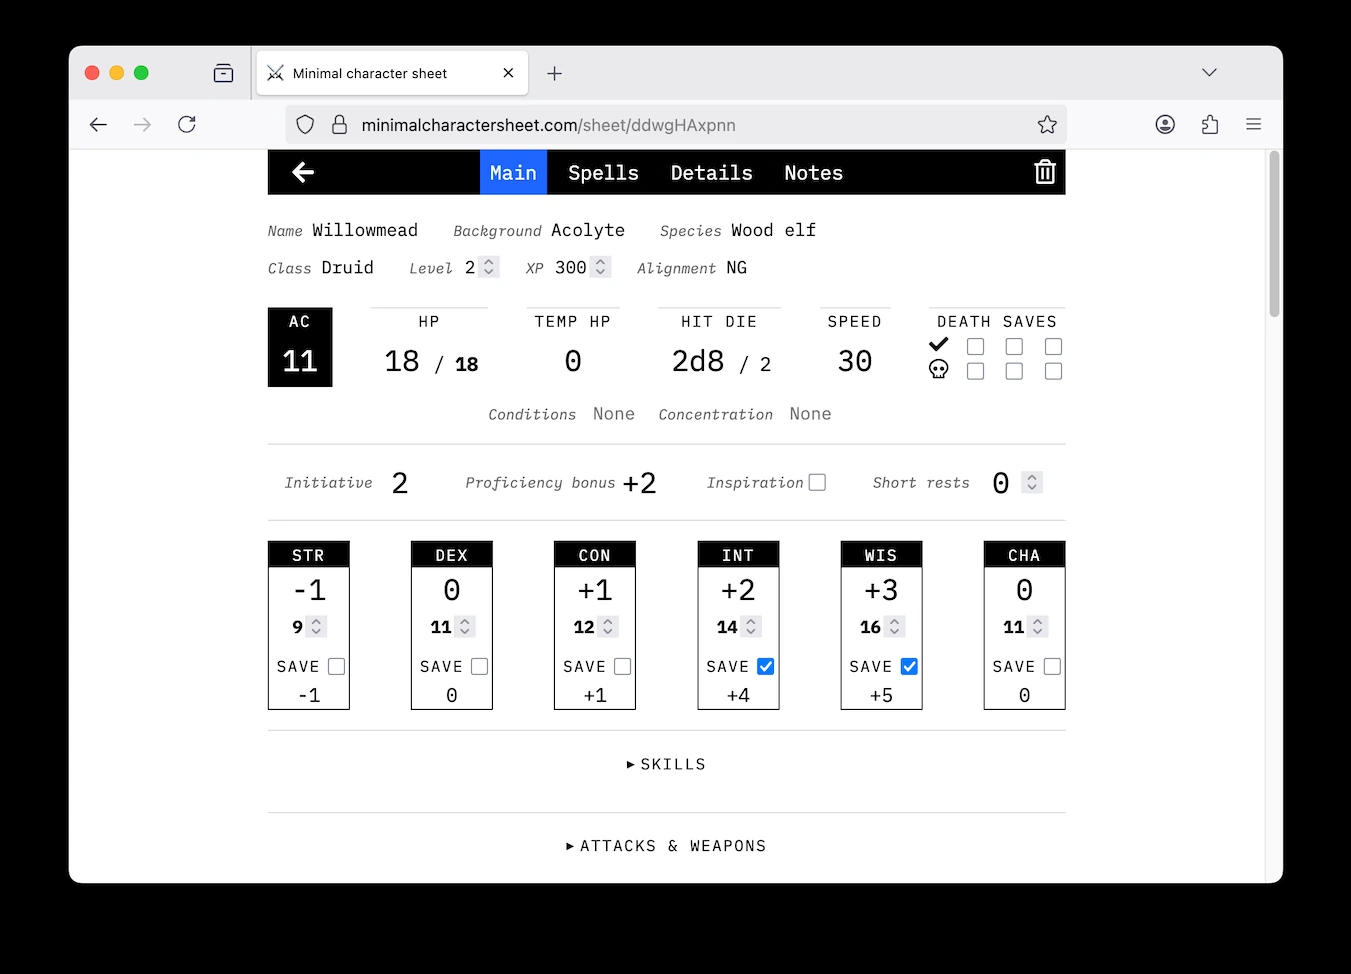 Minimal character sheet
minimalcharactersheet.com/sheet/ddwgHAxpnn
Main Spells Details Notes
Name Willowmead Background Acolyte Species Wood elf
Class Druid Level 2 XP 300 Alignment NG
AC HP TEMP HP HIT DIE SPEED DEATH SAVES
11 18 / 18 0 2d8 / 2 30
Conditions None Concentration None
Initiative 2 Proficiency bonus +2 Inspiration Short rests 0
STR DEX CON INT WIS CHA
-1 0 +1 +2 +3 0
9 11 12 14 16 11
SAVE SAVE SAVE SAVE SAVE SAVE
-1 0 +1 +4 +5 0
SKILLS
ATTACKS & WEAPONS